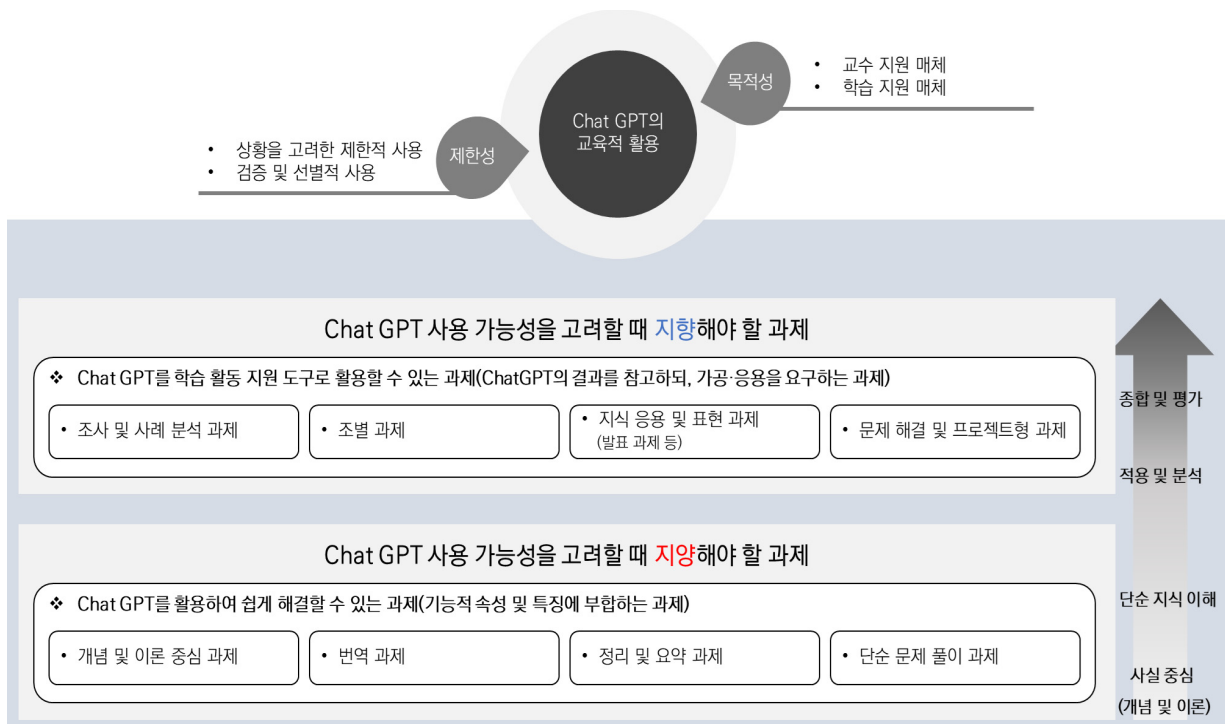 Chat GPT의
교육적 활용
목적성
• 교수 지원 매체
• 학습 지원 매체
제한성
• 상황을 고려한 제한적 사용
• 검증 및 선별적 사용
Chat GPT 사용 가능성을 고려할 때 지향해야 할 과제
❖ Chat GPT를 학습 활동 지원 도구로 활용할 수 있는 과제(ChatGPT의 결과를 참고하되, 가공·응용을 요구하는 과제)
• 조사 및 사례 분석 과제
• 조별 과제
• 지식 응용 및 표현 과제
(발표 과제 등)
• 문제 해결 및 프로젝트형 과제
Chat GPT 사용 가능성을 고려할 때 지양해야 할 과제
❖ Chat GPT를 활용하여 쉽게 해결할 수 있는 과제(기능적 속성 및 특징에 부합하는 과제)
• 개념 및 이론 중심 과제
• 번역 과제
• 정리 및 요약 과제
• 단순 문제 풀이 과제
종합 및 평가
적용 및 분석
단순 지식 이해
사실 중심
(개념 및 이론)